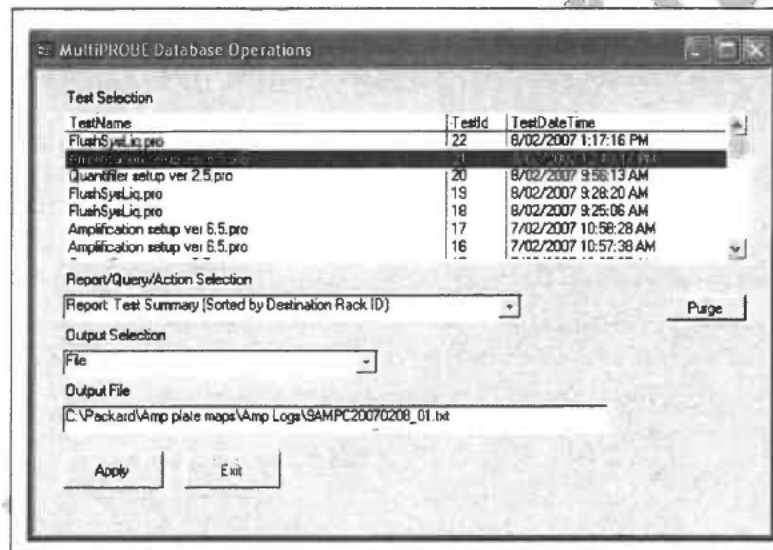 MultiPROBE Database Operations
Test Selection
TestName TestId TestDateTime
FlushSysLiq.pro 22 8/02/2007 1:17:16 PM
21
Quantifiler setup ver 2.5.pro 20 8/02/2007 9:56:13 AM
FlushSysLiq.pro 19 8/02/2007 9:28:20 AM
FlushSysLiq.pro 18 8/02/2007 9:25:06 AM
Amplification setup ver 6.5.pro 17 7/02/2007 10:58:28 AM
Amplification setup ver 6.5.pro 16 7/02/2007 10:57:38 AM
Report/Query/Action Selection
Report: Test Summary (Sorted by Destination Rack ID)
Purge
Output Selection
File
Output File
C:\Packard\Amp plate maps\Amp Logs\SAMPC20070208_01.txt
Apply Exit